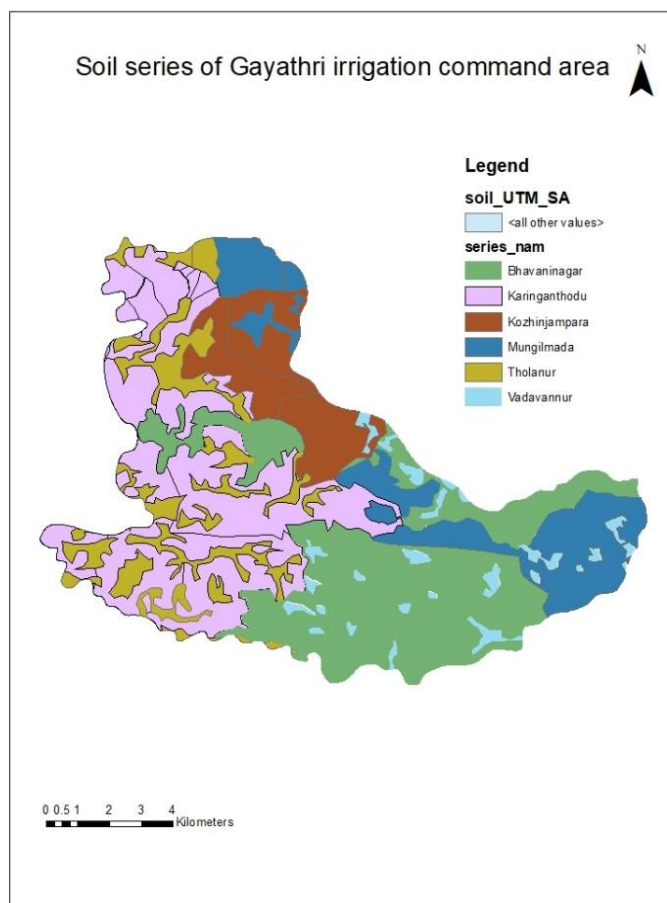 Soil series of Gayathri irrigation command area
N
Legend
soil_UTM_SA
<all other values>
series_nam
Bhavaninagar
Karinganthodu
Kozhinjampara
Mungilmada
Tholanur
Vadavannur
0 0.5 1 2 3 4
Kilometers